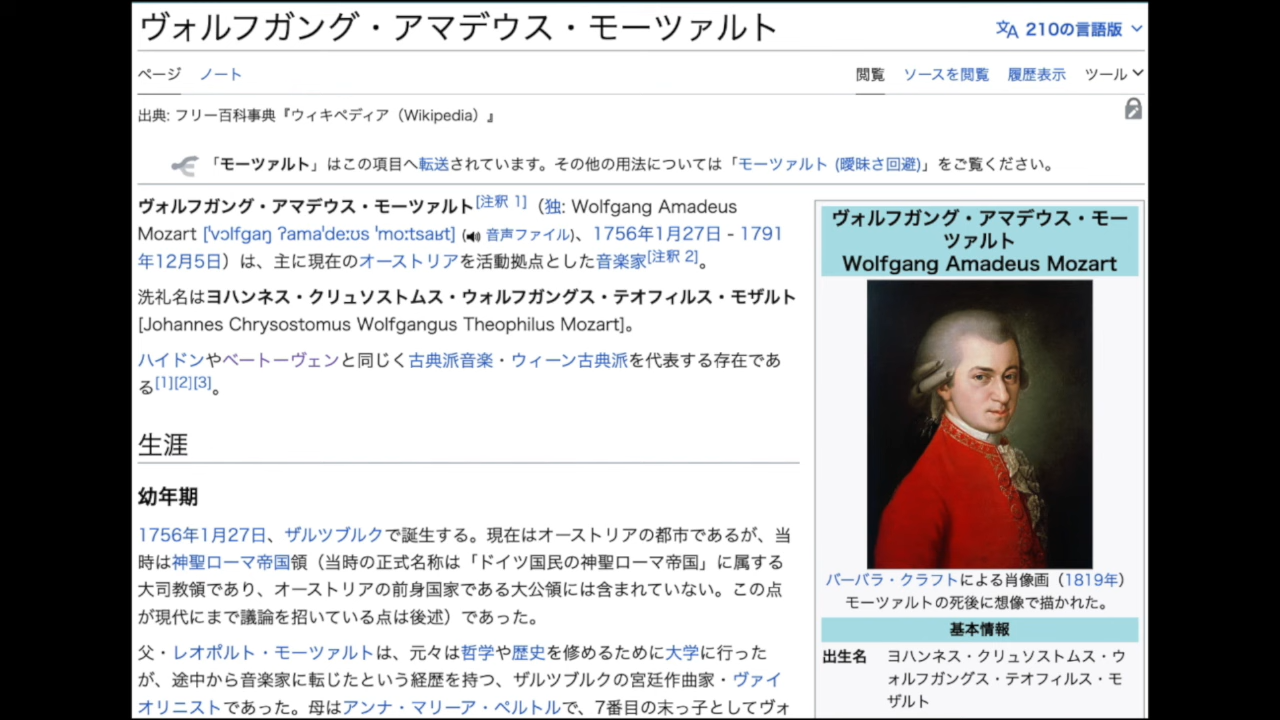 ヴォルフガング・アマデウス・モーツァルト
210の言語版
ページ ノート
閲覧 ソースを閲覧 履歴表示 ツール
出典: フリー百科事典『ウィキペディア（Wikipedia）』
「モーツァルト」はこの項目へ転送されています。その他の用法については「モーツァルト (曖昧さ回避)」をご覧ください。
ヴォルフガング・アマデウス・モーツァルト[注釈 1]（独: Wolfgang Amadeus
Mozart [ˈvɔlfɡaŋ ʔamaˈdeːʊs ˈmoːtsaʁt] (音声ファイル)、1756年1月27日 - 1791
年12月5日）は、主に現在のオーストリアを活動拠点とした音楽家[注釈 2]。
洗礼名はヨハンネス・クリュソストムス・ウォルフガングス・テオフィルス・モザルト
[Johannes Chrysostomus Wolfgangus Theophilus Mozart]。
ハイドンやベートーヴェンと同じく古典派音楽・ウィーン古典派を代表する存在であ
る[1][2][3]。
生涯
幼年期
1756年1月27日、ザルツブルクで誕生する。現在はオーストリアの都市であるが、当
時は神聖ローマ帝国領（当時の正式名称は「ドイツ国民の神聖ローマ帝国」に属する
大司教領であり、オーストリアの前身国家である大公領には含まれていない。この点
が現代にまで議論を招いている点は後述）であった。
父・レオポルト・モーツァルトは、元々は哲学や歴史を修めるために大学に行った
が、途中から音楽家に転じたという経歴を持つ、ザルツブルクの宮廷作曲家・ヴァイ
オリニストであった。母はアンナ・マリーア・ペルトルで、7番目の末っ子としてヴォ
ヴォルフガング・アマデウス・モー
ツァルト
Wolfgang Amadeus Mozart
バーバラ・クラフトによる肖像画（1819年）
モーツァルトの死後に想像で描かれた。
基本情報
出生名 ヨハンネス・クリュソストムス・ウ
ォルフガングス・テオフィルス・モ
ザルト